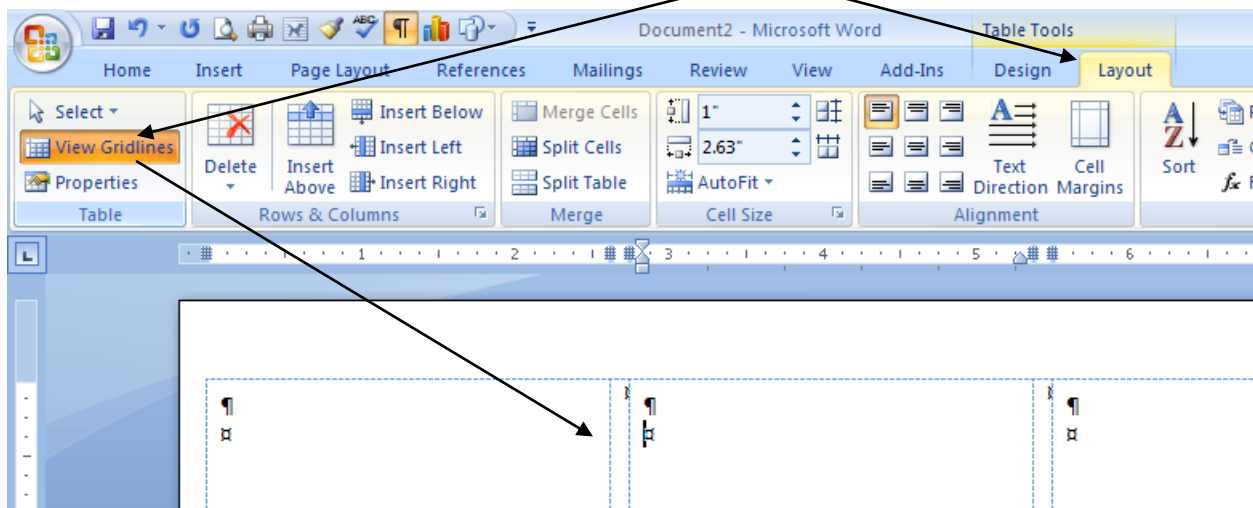 ABC ¶ Document2 - Microsoft Word Table Tools
Home Insert Page Layout References Mailings Review View Add-Ins Design Layout
Select Insert Below Merge Cells 1" A
View Gridlines Insert Left Split Cells 2.63" A Z
Properties Delete Insert Above Insert Right Split Table AutoFit Text Direction Cell Margins Sort fx
Table Rows & Columns Merge Cell Size Alignment
L 1 2 3 4 5 6
¶ ¶ ¶
¤ ¤ ¤